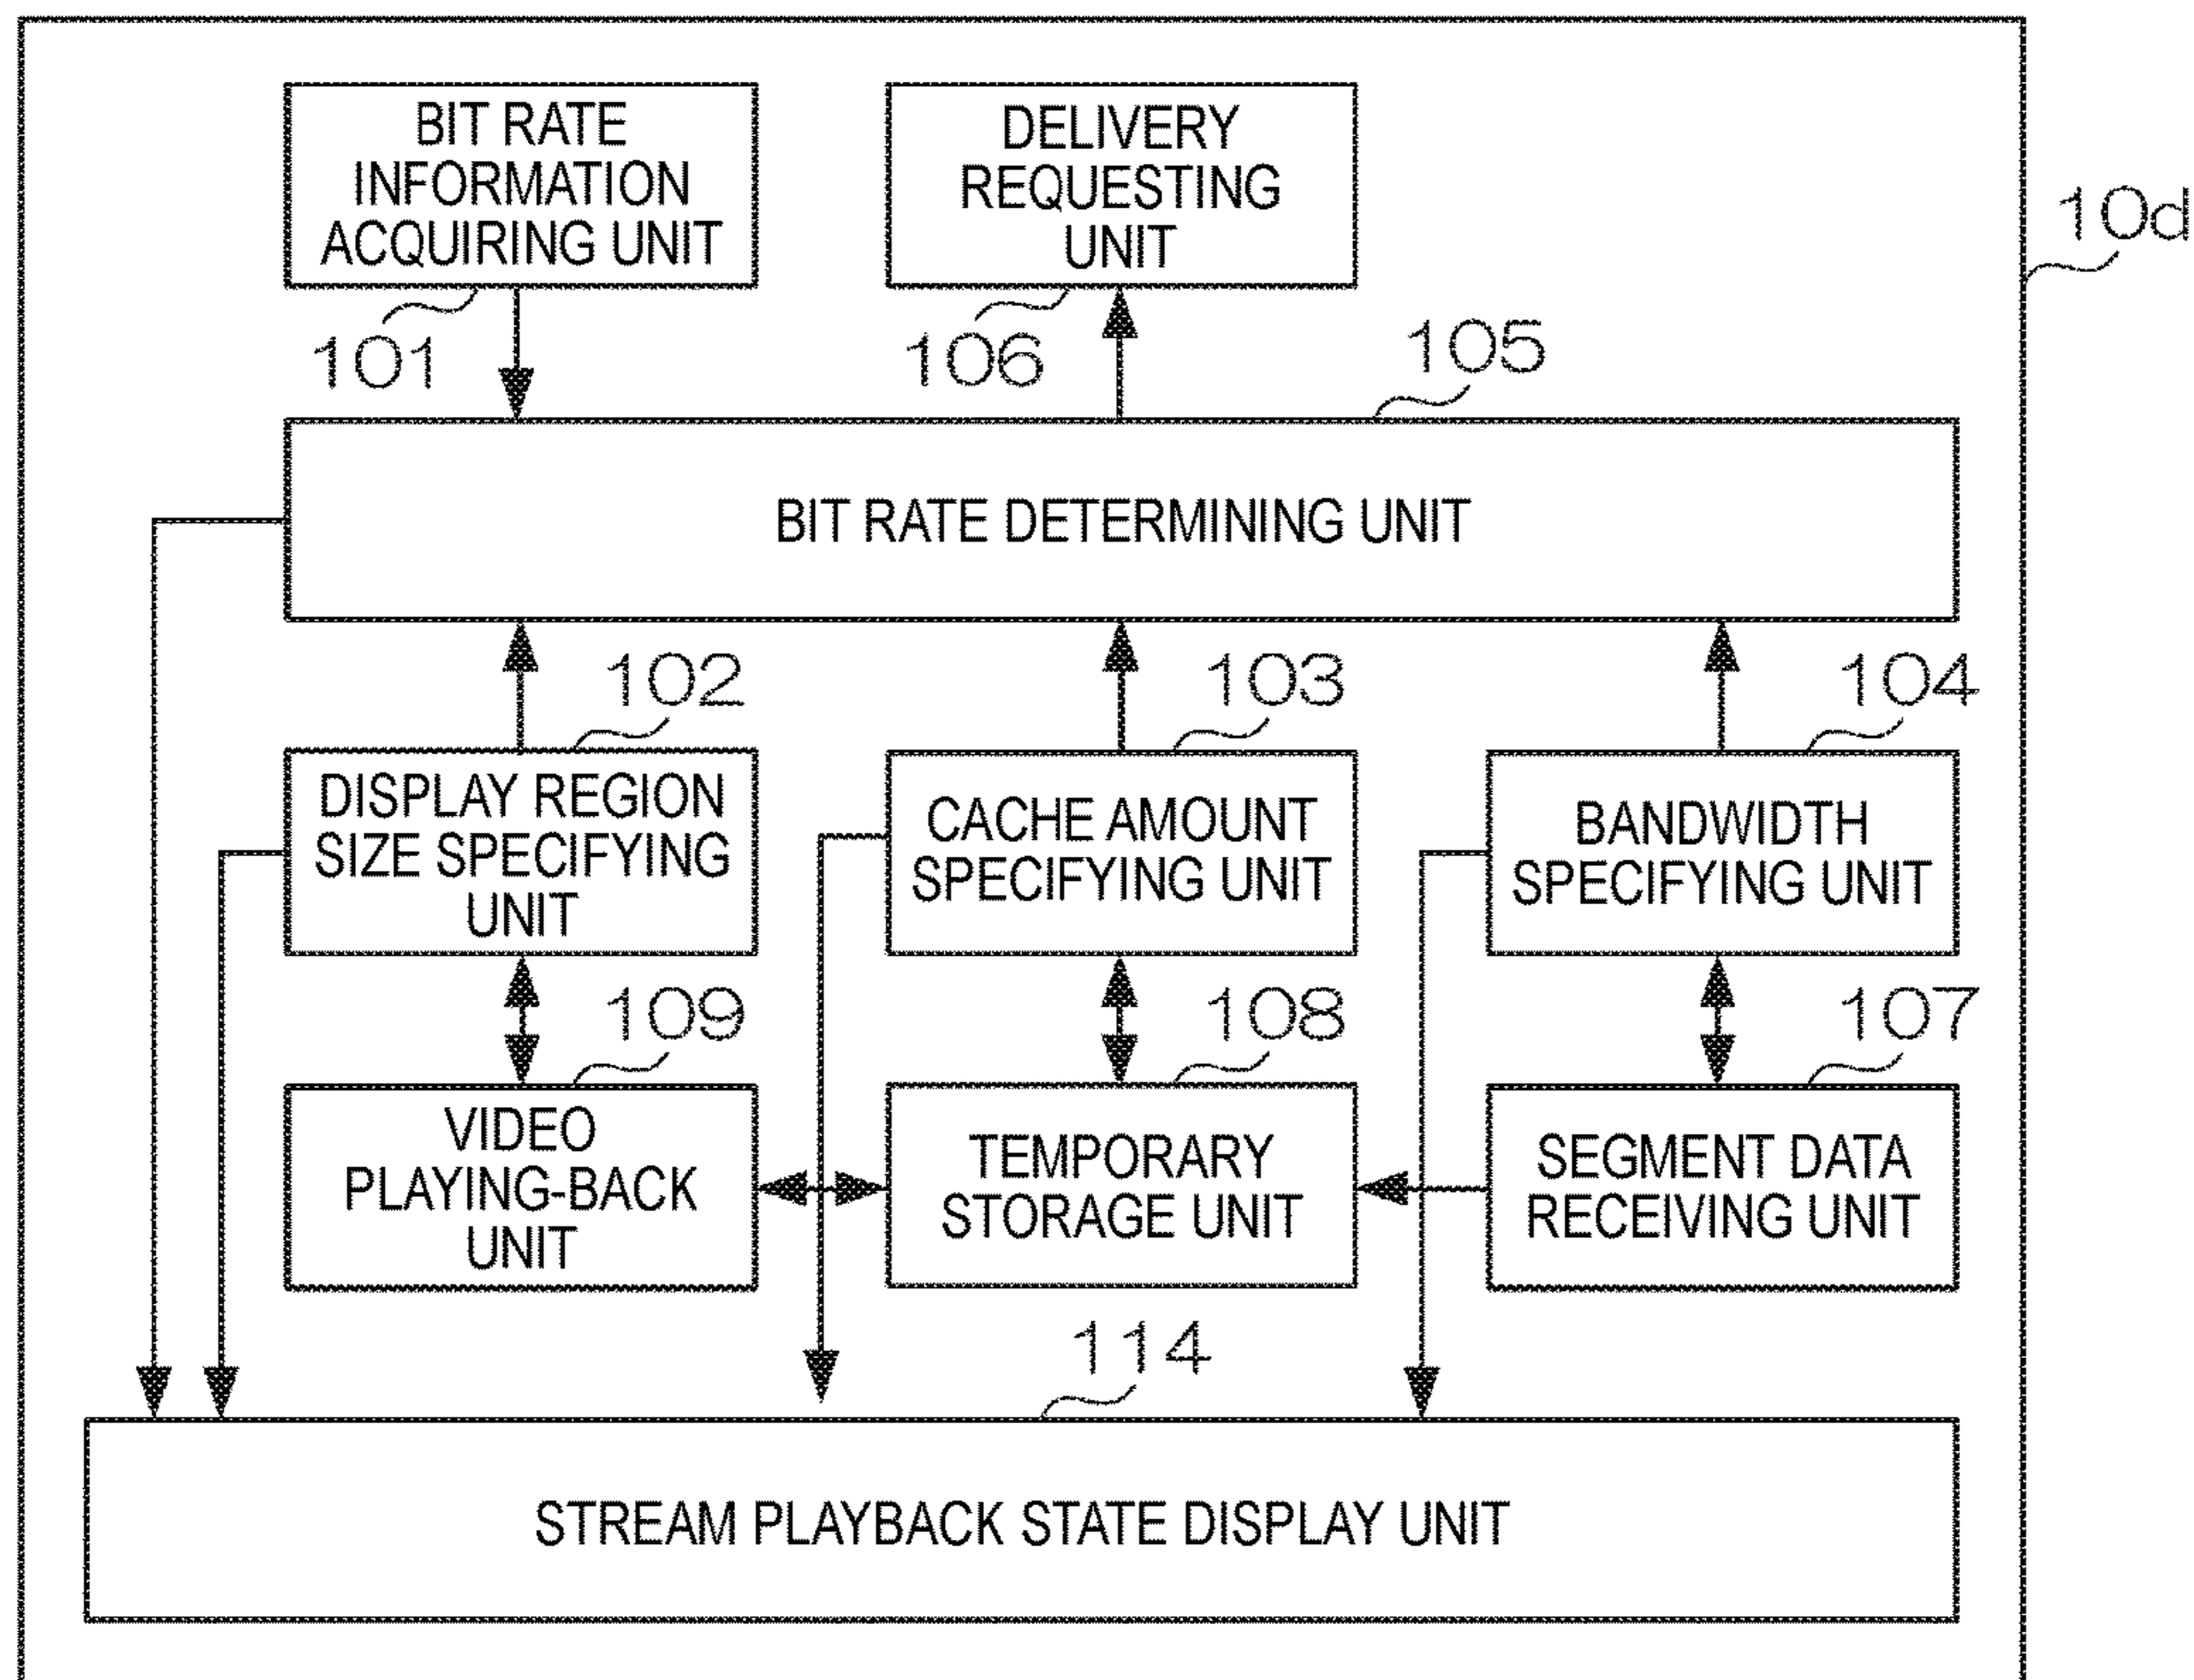 BIT RATE
INFORMATION
ACQUIRING UNIT
DELIVERY
REQUESTING
UNIT
10d
101
106
105
BIT RATE DETERMINING UNIT
102
103
104
DISPLAY REGION
SIZE SPECIFYING
UNIT
CACHE AMOUNT
SPECIFYING UNIT
BANDWIDTH
SPECIFYING UNIT
109
108
107
VIDEO
PLAYING-BACK
UNIT
TEMPORARY
STORAGE UNIT
SEGMENT DATA
RECEIVING UNIT
114
STREAM PLAYBACK STATE DISPLAY UNIT